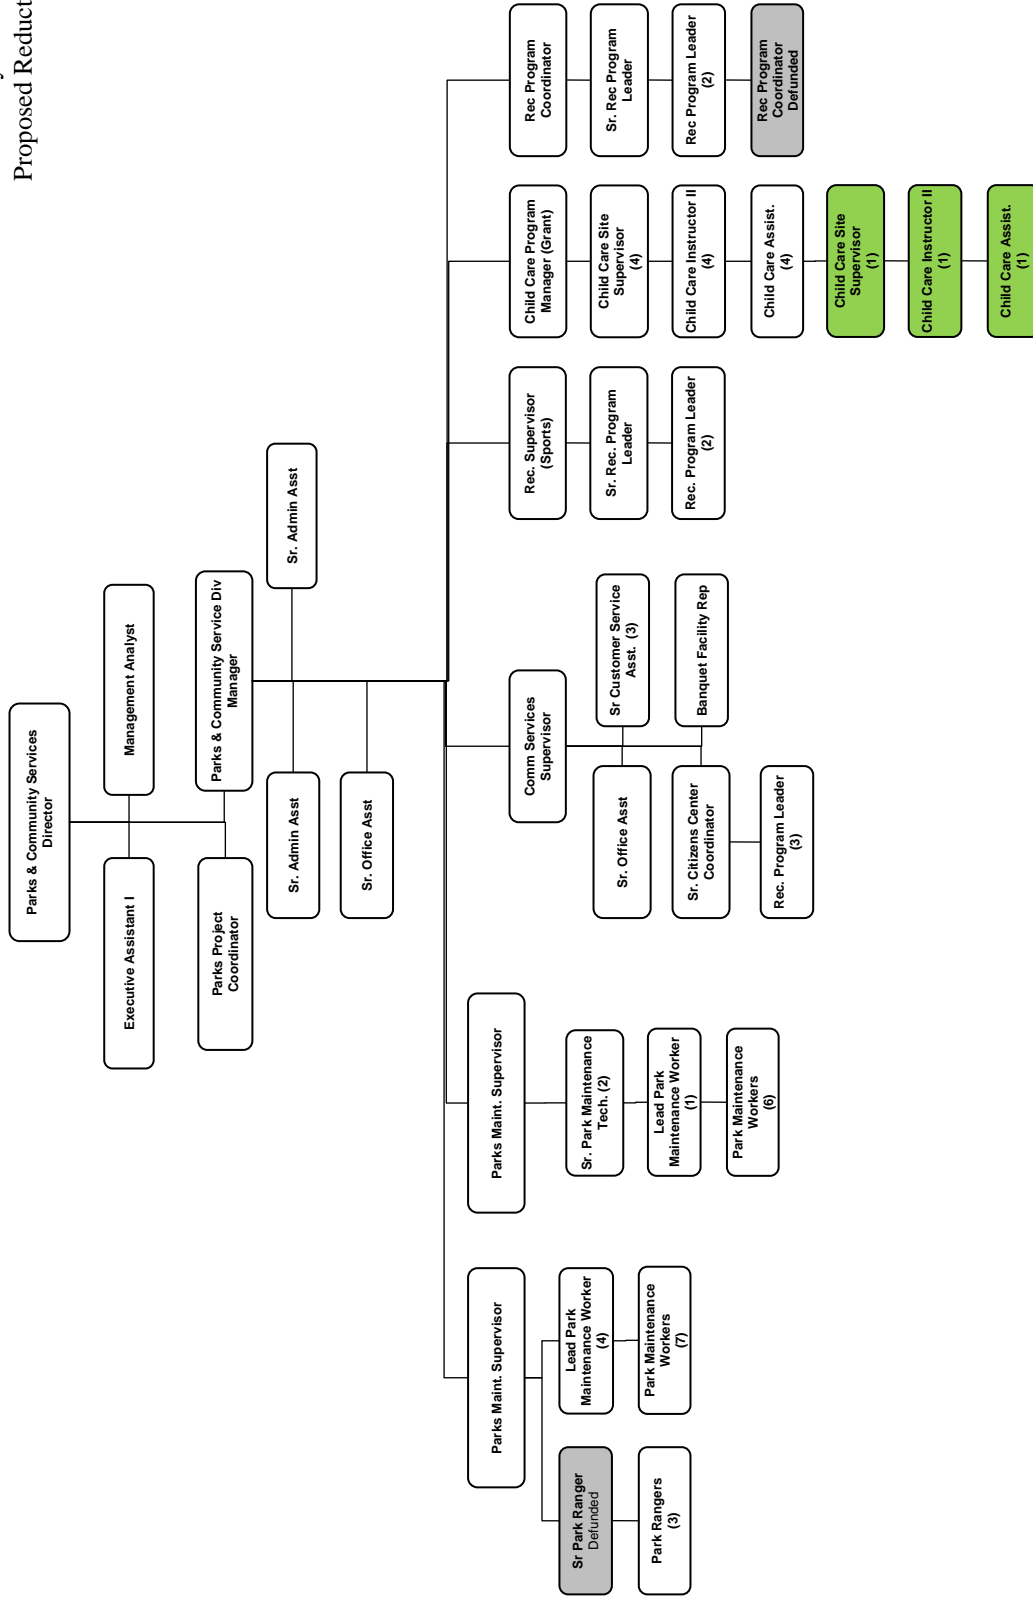 Proposed Reduct
Parks & Community Services
Director
Executive Assistant I
Management Analyst
Parks Project
Coordinator
Parks & Community Service Div
Manager
Sr. Admin Asst
Sr. Admin Asst
Sr. Office Asst
Parks Maint. Supervisor
Sr Park Ranger
Defunded
Park Rangers
(3)
Lead Park
Maintenance Worker
(4)
Park Maintenance
Workers
(7)
Parks Maint. Supervisor
Sr. Park Maintenance
Tech. (2)
Lead Park
Maintenance Worker
(1)
Park Maintenance
Workers
(6)
Comm Services
Supervisor
Sr. Office Asst
Sr Customer Service
Asst. (3)
Sr. Citizens Center
Coordinator
Banquet Facility Rep
Rec. Program Leader
(3)
Rec. Supervisor
(Sports)
Sr. Rec. Program
Leader
Rec. Program Leader
(2)
Child Care Program
Manager (Grant)
Child Care Site
Supervisor
(4)
Child Care Instructor II
(4)
Child Care Assist.
(4)
Child Care Site
Supervisor
(1)
Child Care Instructor II
(1)
Child Care Assist.
(1)
Rec Program
Coordinator
Sr. Rec Program
Leader
Rec Program Leader
(2)
Rec Program
Coordinator
Defunded